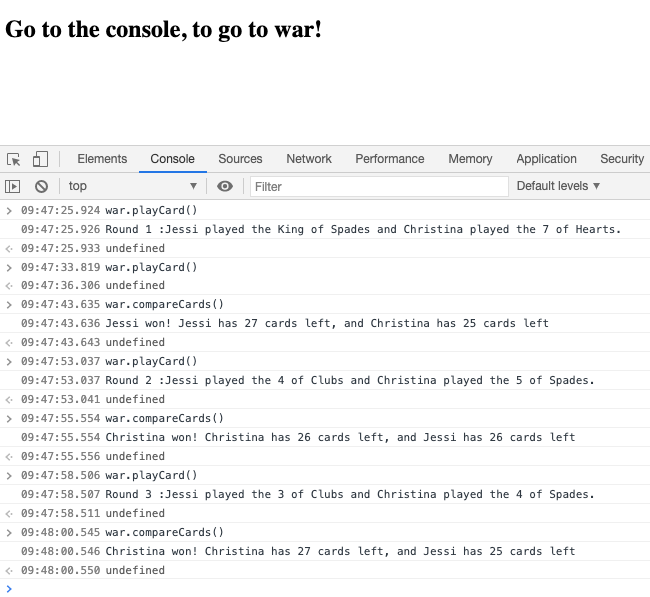 Go to the console, to go to war!
Elements Console Sources Network Performance Memory Application Security
top Filter Default levels
09:47:25.924 war.playCard()
09:47:25.926 Round 1 :Jessi played the King of Spades and Christina played the 7 of Hearts.
09:47:25.933 undefined
09:47:33.819 war.playCard()
09:47:36.306 undefined
09:47:43.635 war.compareCards()
09:47:43.636 Jessi won! Jessi has 27 cards left, and Christina has 25 cards left
09:47:43.643 undefined
09:47:53.037 war.playCard()
09:47:53.037 Round 2 :Jessi played the 4 of Clubs and Christina played the 5 of Spades.
09:47:53.041 undefined
09:47:55.554 war.compareCards()
09:47:55.554 Christina won! Christina has 26 cards left, and Jessi has 26 cards left
09:47:55.556 undefined
09:47:58.506 war.playCard()
09:47:58.507 Round 3 :Jessi played the 3 of Clubs and Christina played the 4 of Spades.
09:47:58.511 undefined
09:48:00.545 war.compareCards()
09:48:00.546 Christina won! Christina has 27 cards left, and Jessi has 25 cards left
09:48:00.550 undefined